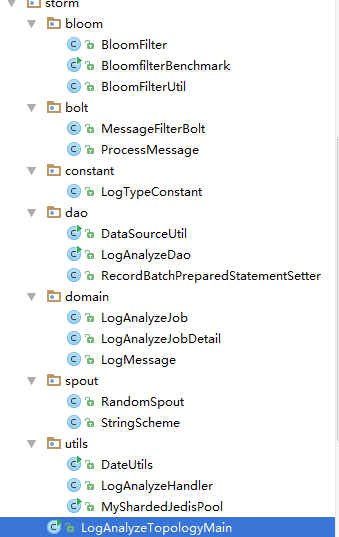 storm
bloom
BloomFilter
BloomfilterBenchmark
BloomFilterUtil
bolt
MessageFilterBolt
ProcessMessage
constant
LogTypeConstant
dao
DataSourceUtil
LogAnalyzeDao
RecordBatchPreparedStatementSetter
domain
LogAnalyzeJob
LogAnalyzeJobDetail
LogMessage
spout
RandomSpout
StringScheme
utils
DateUtils
LogAnalyzeHandler
MyShardedJedisPool
LogAnalyzeTopologyMain